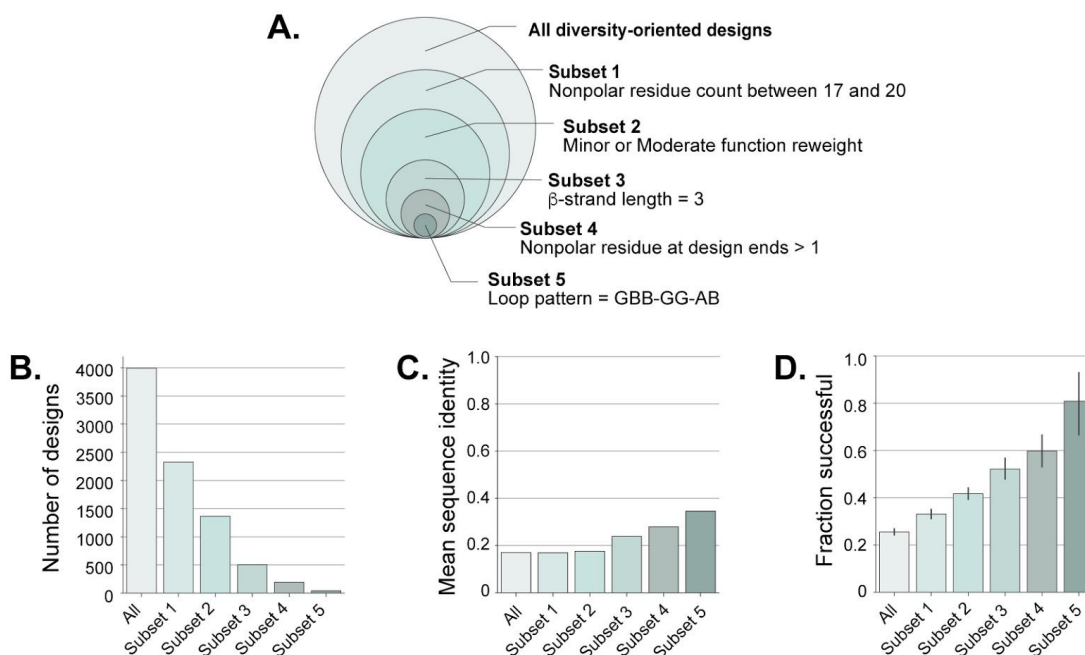 A.
All diversity-oriented designs
Subset 1
Nonpolar residue count between 17 and 20
Subset 2
Minor or Moderate function reweight
Subset 3
β-strand length = 3
Subset 4
Nonpolar residue at design ends > 1
Subset 5
Loop pattern = GBB-GG-AB
B.
Number of designs
4000
3500
3000
2500
2000
1500
1000
500
0
All
Subset 1
Subset 2
Subset 3
Subset 4
Subset 5
C.
Mean sequence identity
1.0
0.8
0.6
0.4
0.2
0
All
Subset 1
Subset 2
Subset 3
Subset 4
Subset 5
D.
Fraction successful
1.0
0.8
0.6
0.4
0.2
0
All
Subset 1
Subset 2
Subset 3
Subset 4
Subset 5